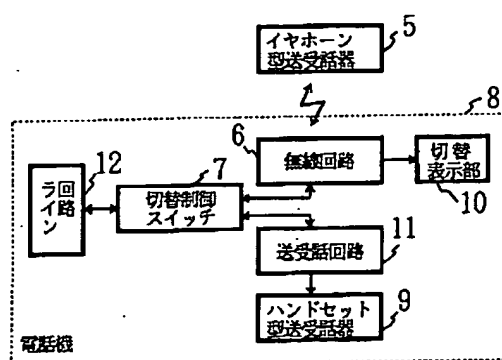 イヤホーン
型送受話器
5
8
6
無線回路
切替
表示部
10
12
回路
ライン
7
切替制御
スイッチ
送受話回路
11
ハンドセット
型送受話器
9
電話機